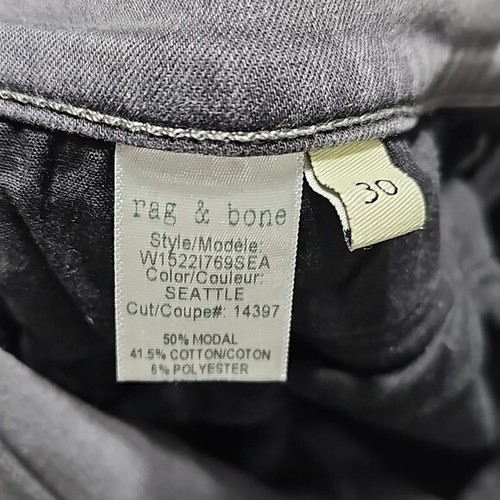 rag & bone
Style/Modéle:
W1522I769SEA
Color/Couleur:
SEATTLE
Cut/Coupe#: 14397
50% MODAL
41.5% COTTON/COTON
6% POLYESTER
30